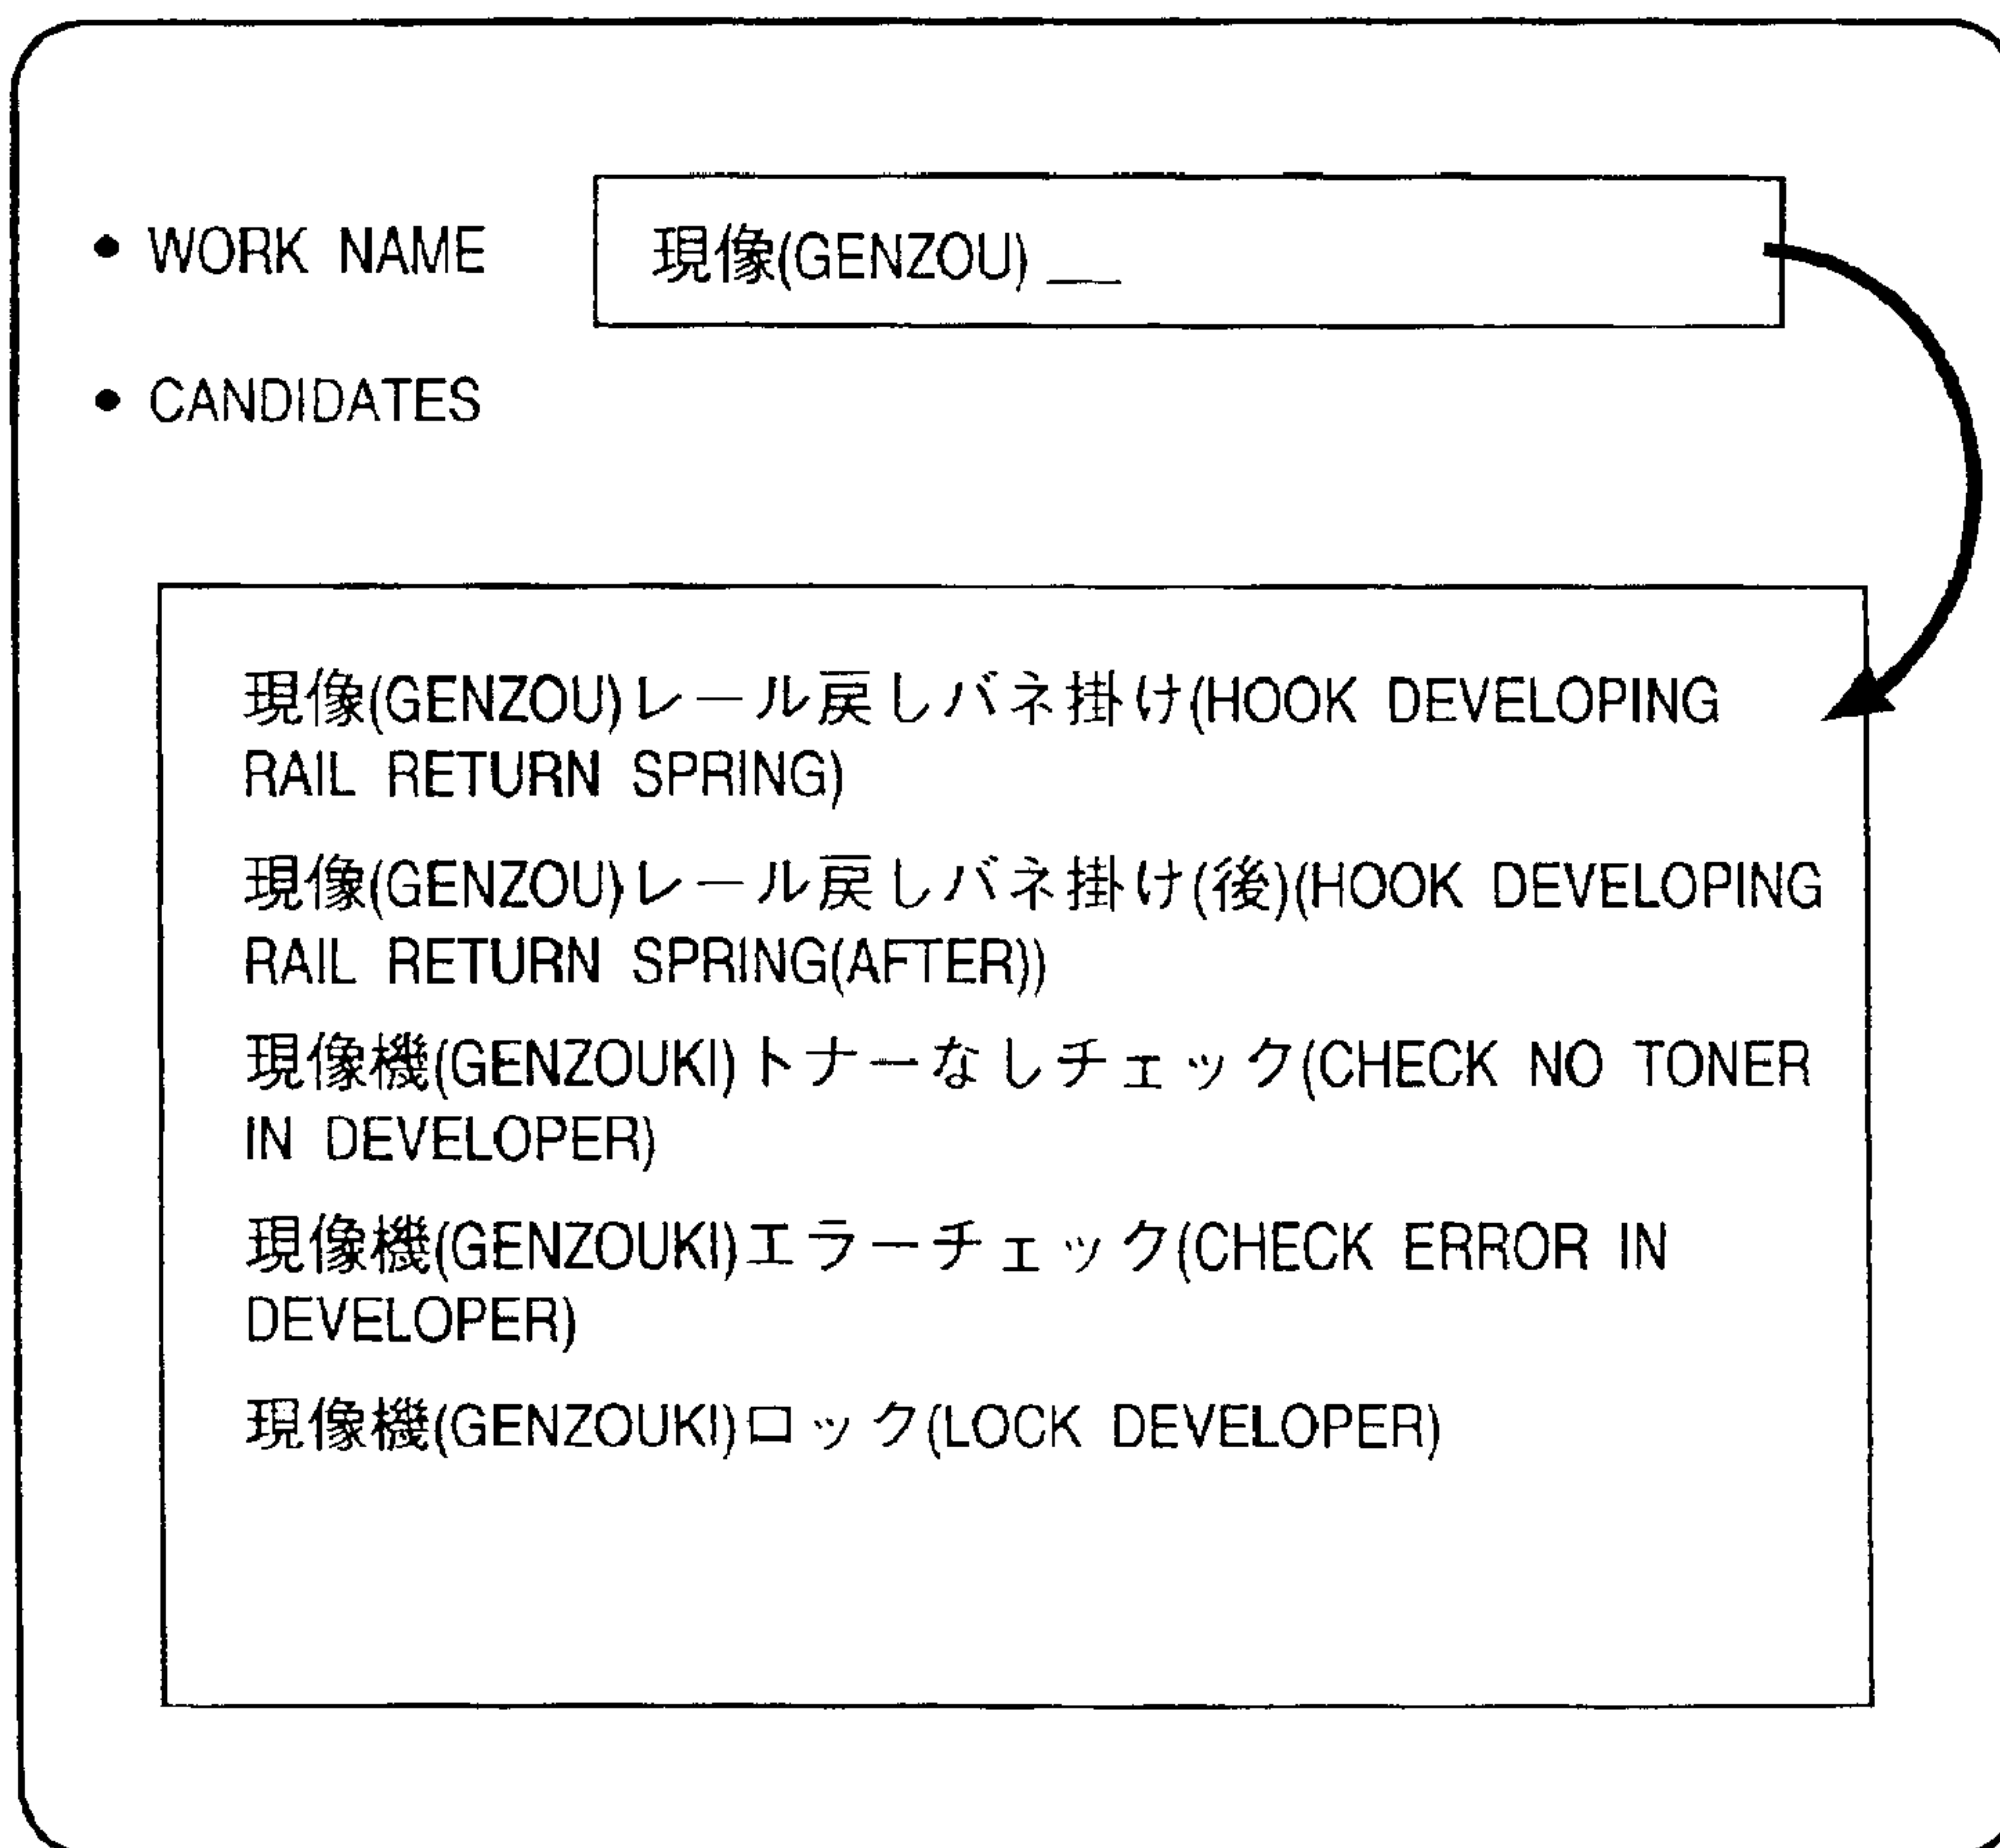 • WORK NAME 現像(GENZOU) __
• CANDIDATES
現像(GENZOU)レール戻しバネ掛け(HOOK DEVELOPING
RAIL RETURN SPRING)
現像(GENZOU)レール戻しバネ掛け(後)(HOOK DEVELOPING
RAIL RETURN SPRING(AFTER))
現像機(GENZOUKI)トナーなしチェック(CHECK NO TONER
IN DEVELOPER)
現像機(GENZOUKI)エラーチェック(CHECK ERROR IN
DEVELOPER)
現像機(GENZOUKI)ロック(LOCK DEVELOPER)